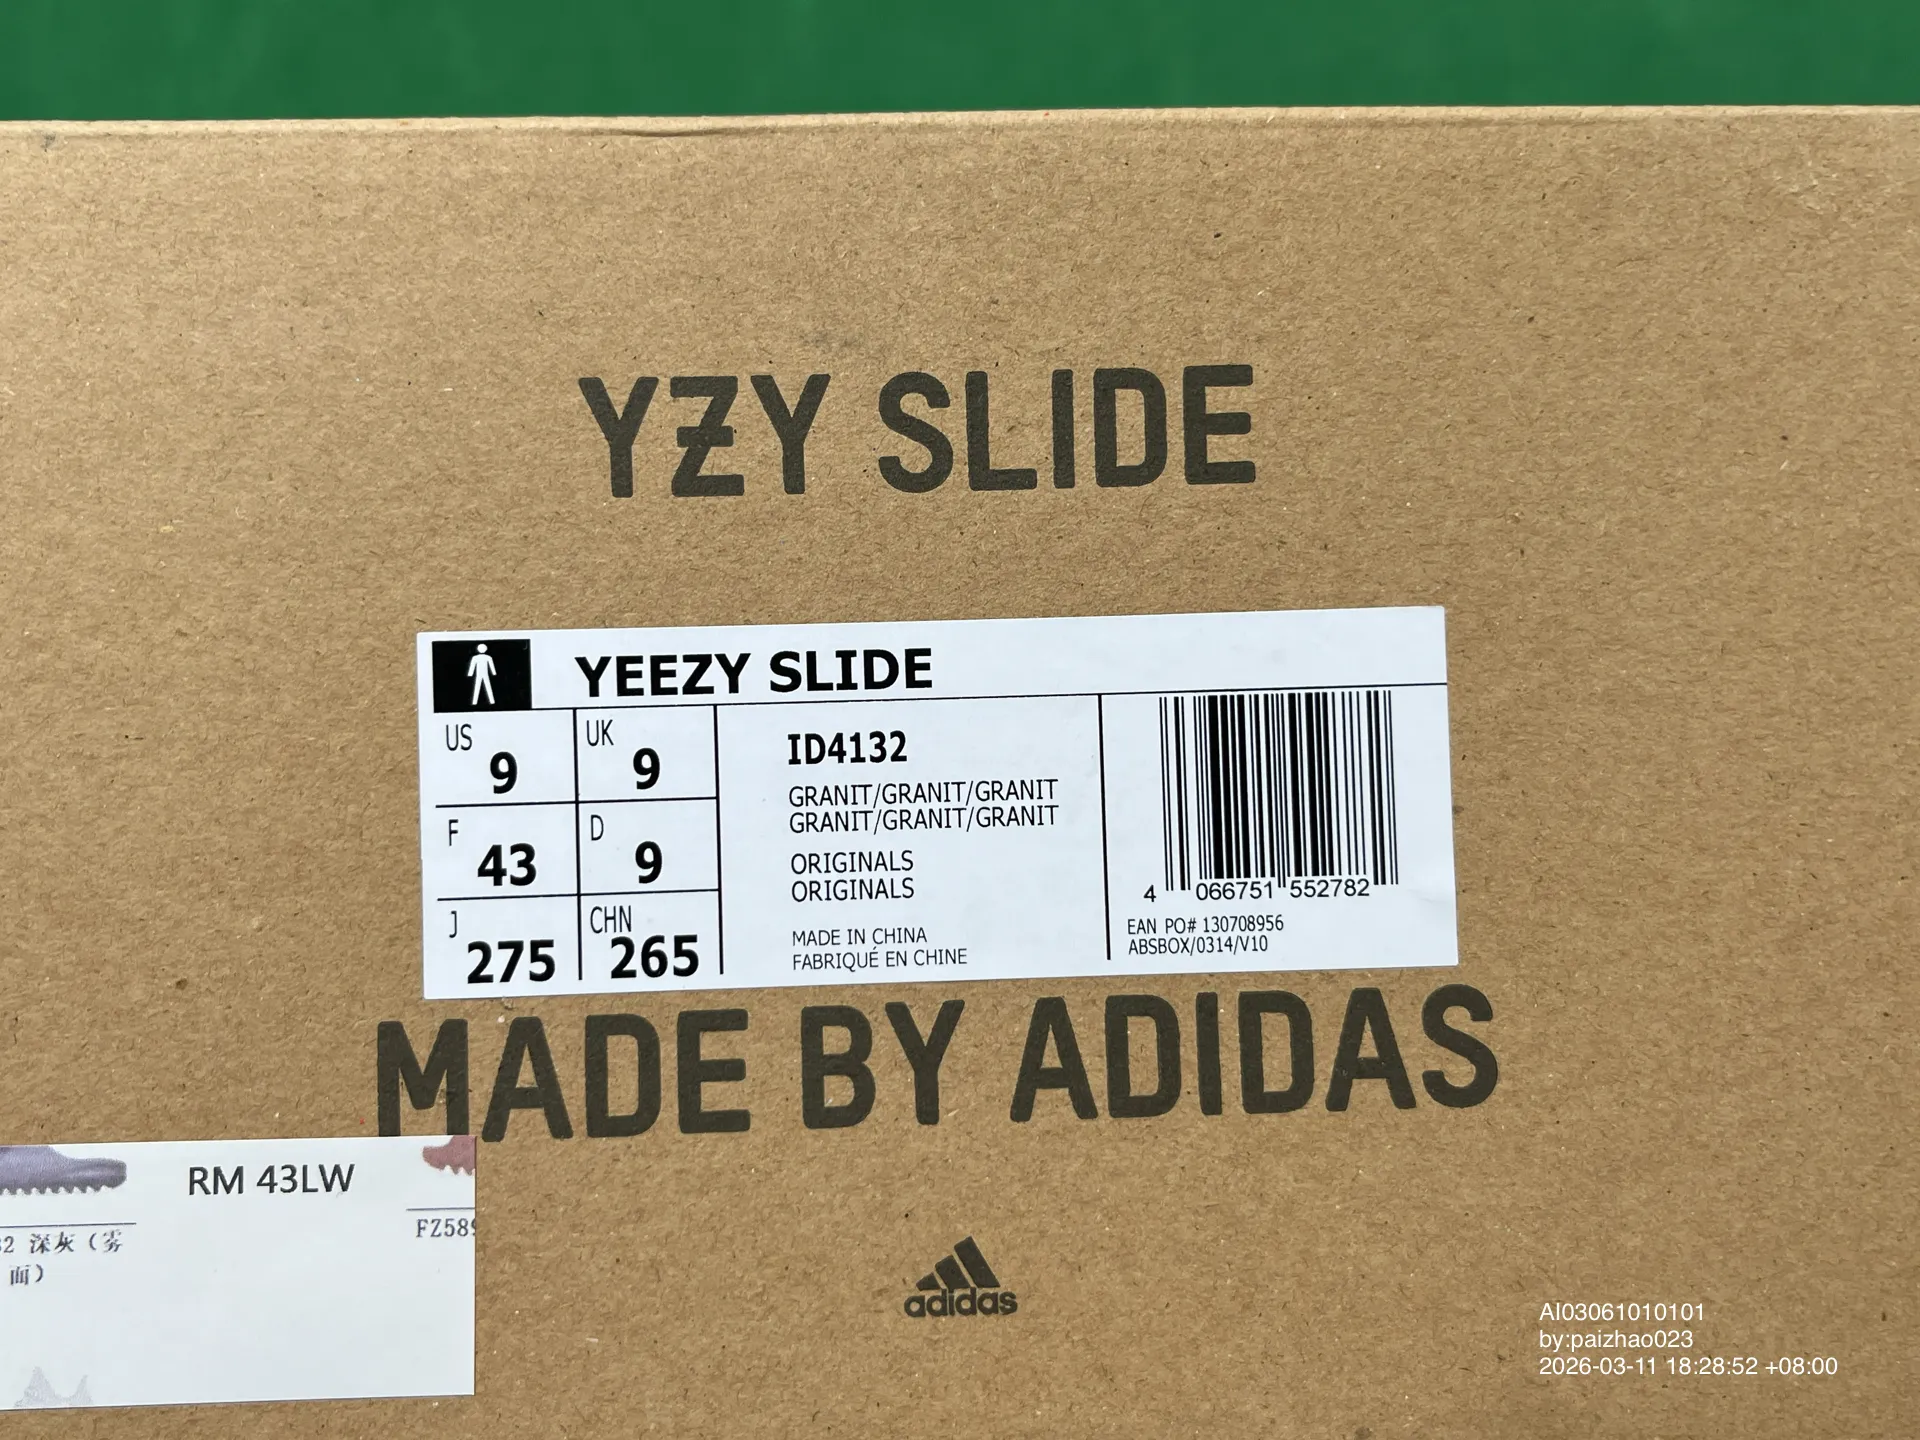 YZY SLIDE
YEEZY SLIDE
US 9
UK 9
F 43
D 9
J 275
CHN 265
ID4132
GRANIT/GRANIT/GRANIT
GRANIT/GRANIT/GRANIT
ORIGINALS
ORIGINALS
MADE IN CHINA
FABRIQUÉ EN CHINE
4 066751 552782
EAN PO# 130708956
ABSBOX/0314/V10
MADE BY ADIDAS
RM 43LW
32 深灰（雾
面）
FZ589
adidas
AI03061010101
by:paizhao023
2026-03-11 18:28:52 +08:00